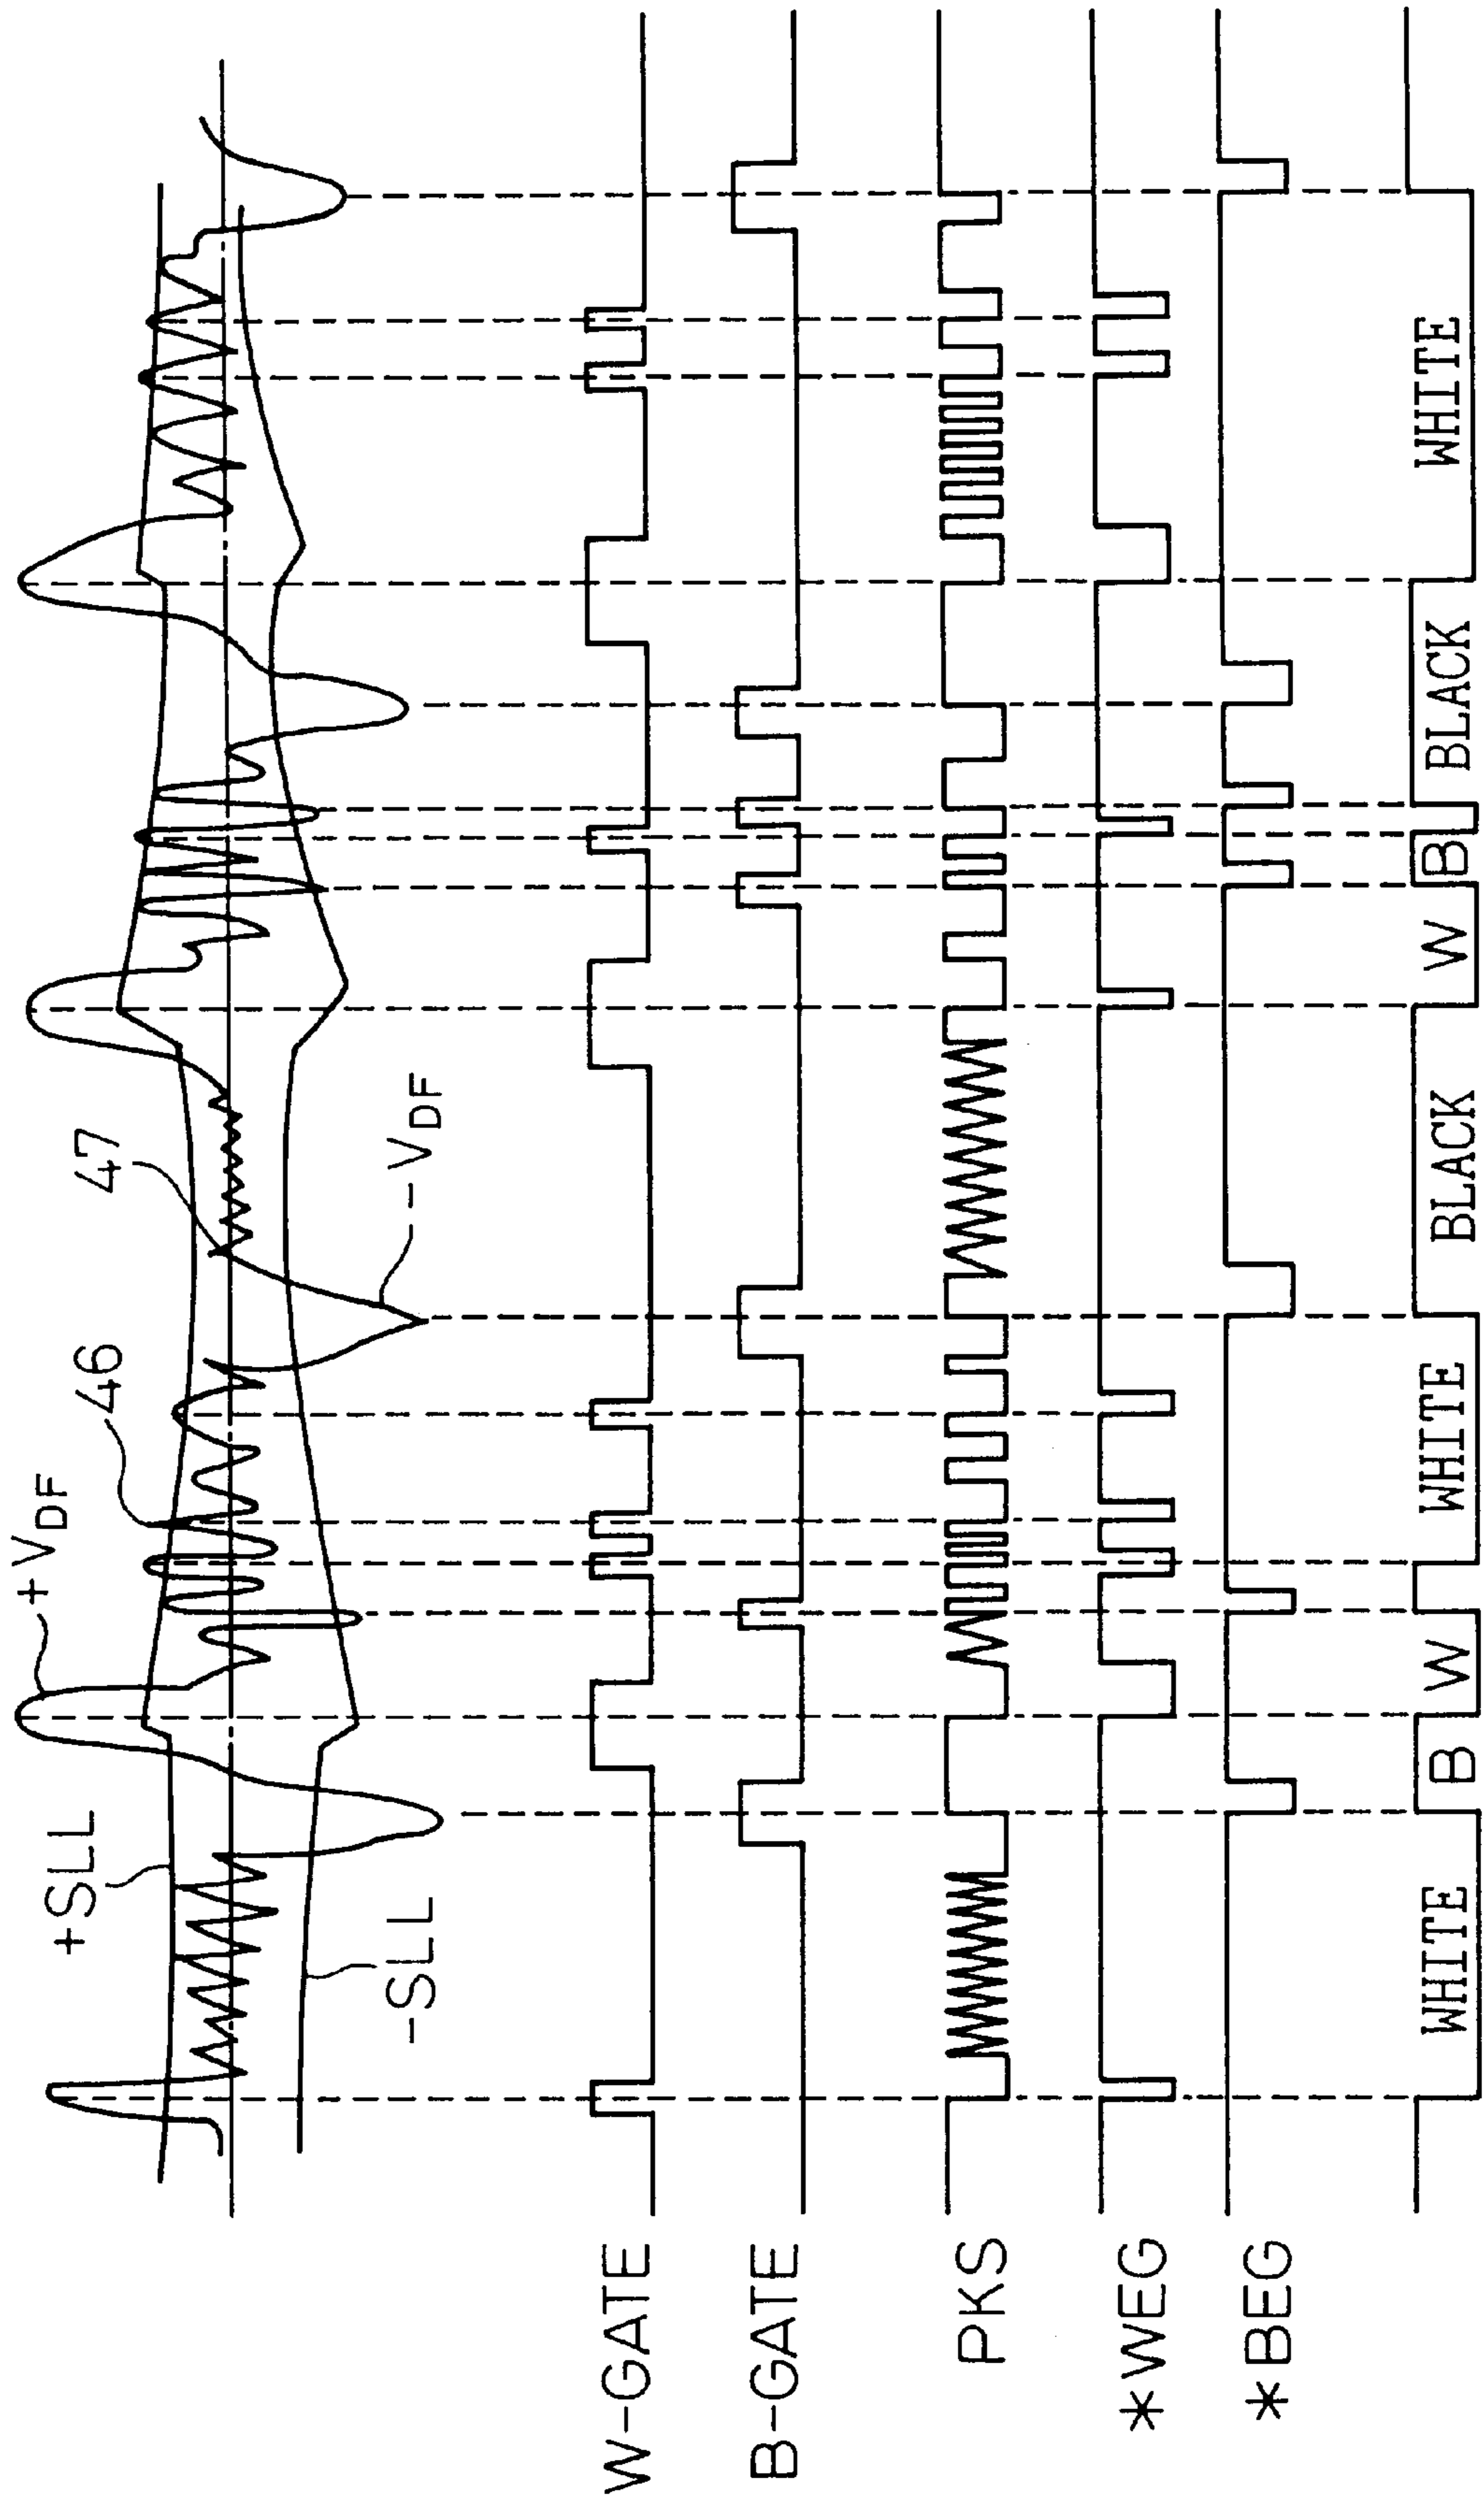 +SLL
+VDF
46
47
-SLL
-VDF
W-GATE
B-GATE
PKS
*WEG
*BEG
WHITE B W WHITE BLACK W B BLACK WHITE